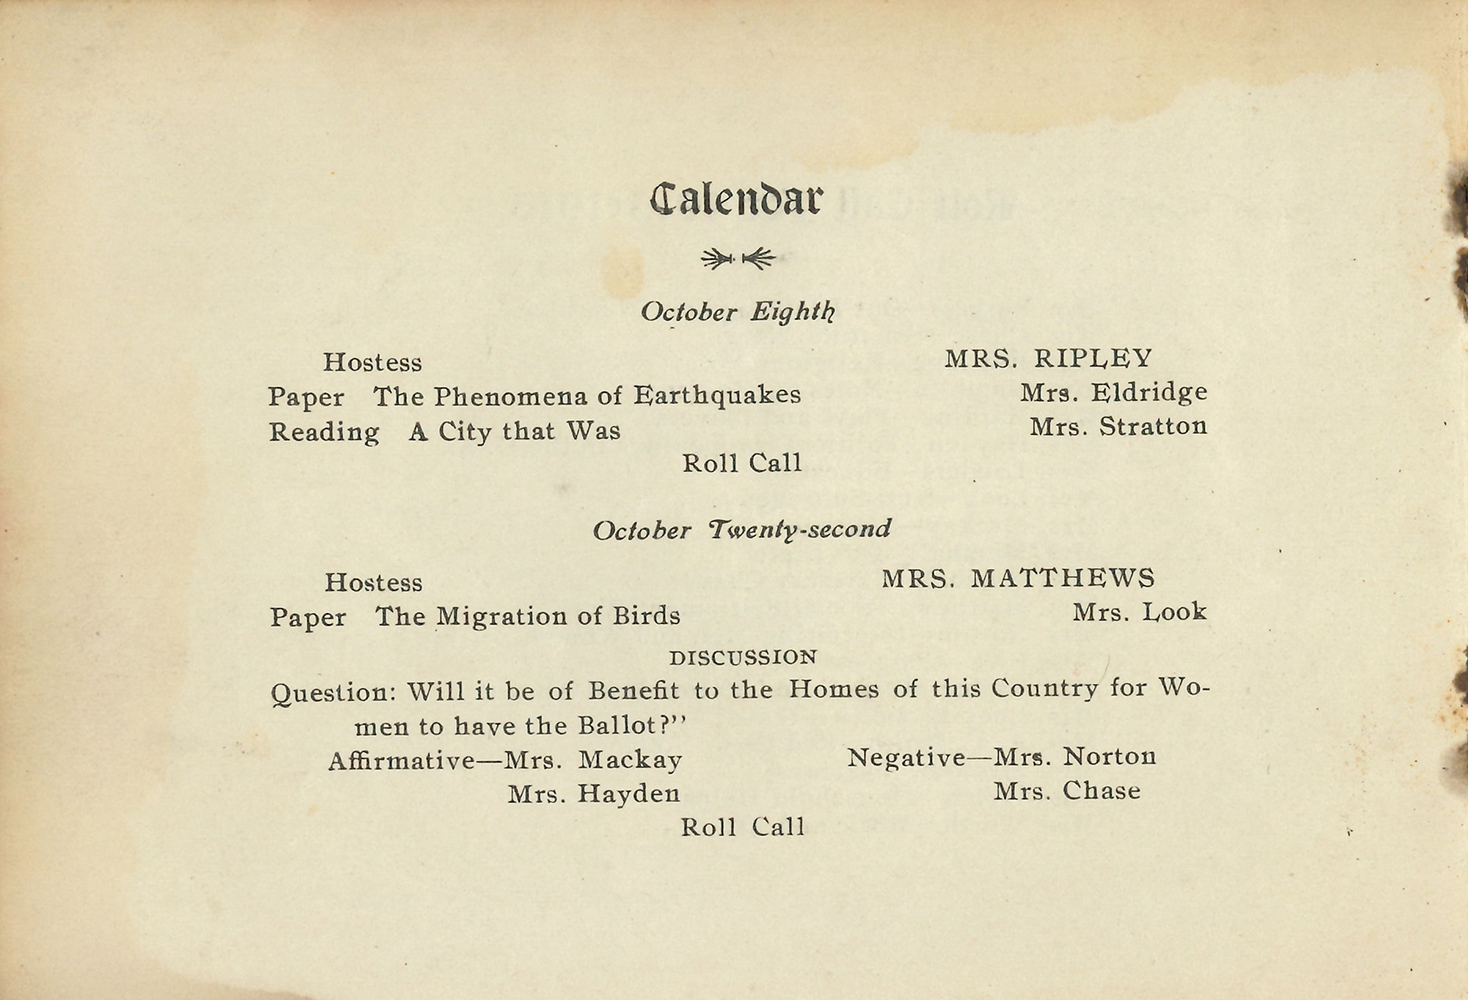 Calendar
October Eighth
Hostess MRS. RIPLEY
Paper The Phenomena of Earthquakes Mrs. Eldridge
Reading A City that Was Mrs. Stratton
Roll Call
October Twenty-second
Hostess MRS. MATTHEWS
Paper The Migration of Birds Mrs. Look
DISCUSSION
Question: Will it be of Benefit to the Homes of this Country for Wo-
men to have the Ballot?’’
Affirmative—Mrs. Mackay Negative—Mrs. Norton
Mrs. Hayden Mrs. Chase
Roll Call